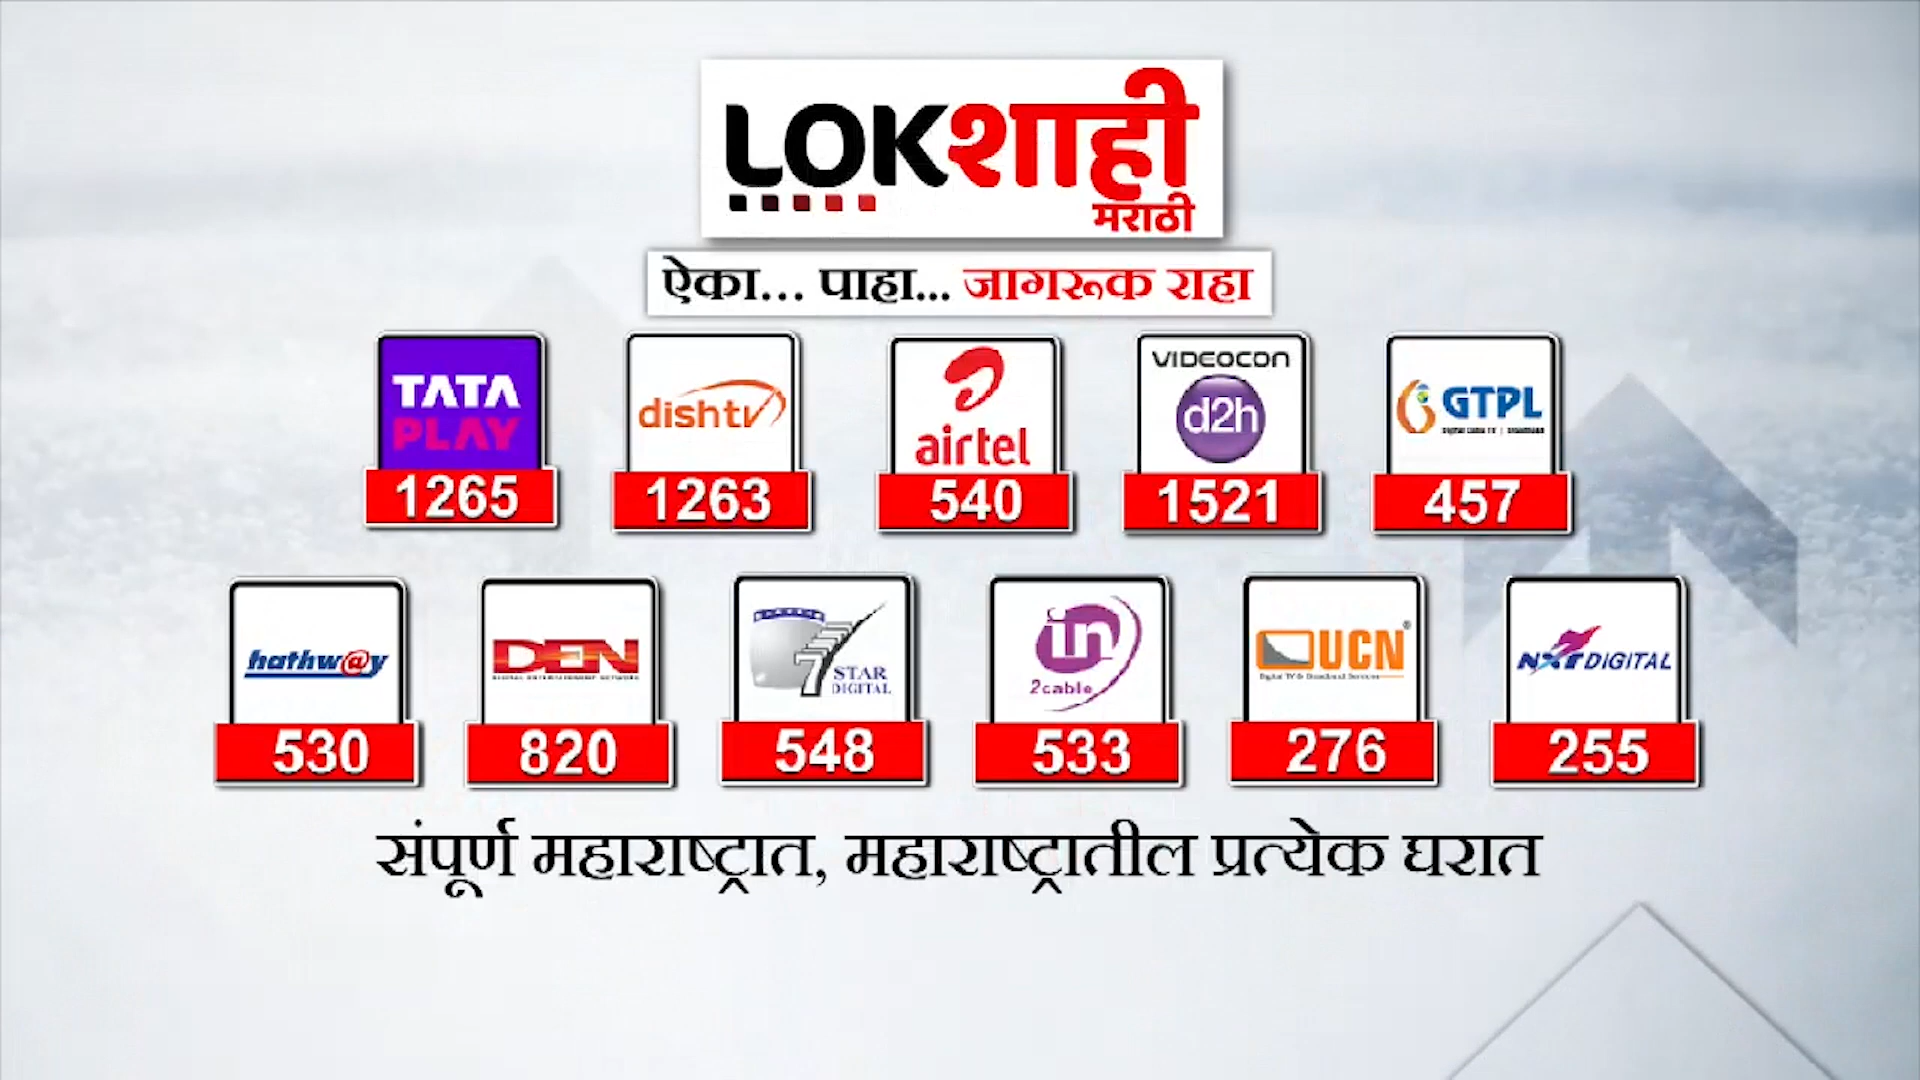 LOKशाही
मराठी
ऐका... पाहा... जागरूक राहा
TATA PLAY
dishtv
airtel
VIDEOCON d2h
GTPL
1265
1263
540
1521
457
hathw@y
DEN
7 STAR DIGITAL
in 2cable
UCN
NXT DIGITAL
530
820
548
533
276
255
संपूर्ण महाराष्ट्रात, महाराष्ट्रातील प्रत्येक घरात